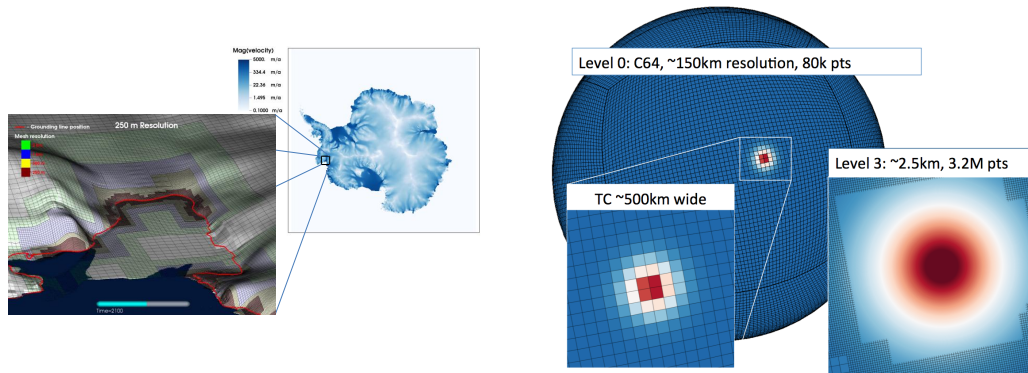 Mag(velocity)
5000. m/a
334.4 m/a
22.36 m/a
1.495 m/a
0.1000 m/a
Grounding line position
250 m Resolution
Mesh resolution
Time=2100
Level 0: C64, ~150km resolution, 80k pts
TC ~500km wide
Level 3: ~2.5km, 3.2M pts